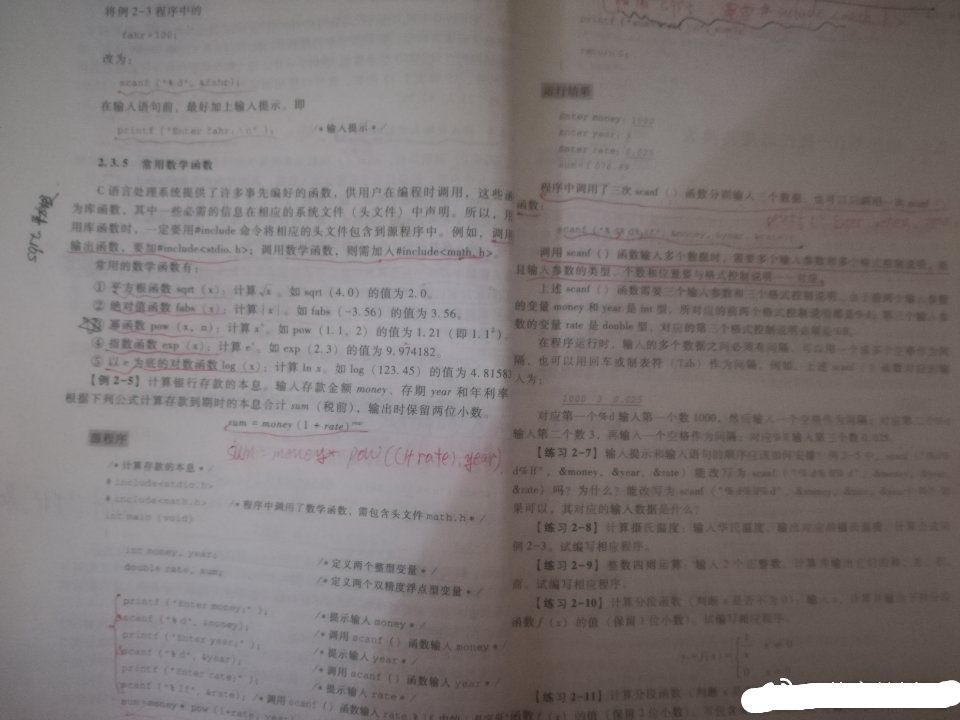 将例 2-3 程序中的
fahr=100;
改为:
scanf ("%d", &fahr);
在输入语句前，最好加上输入提示。即
printf ("Enter fahr: \n"); /*输入提示*/
2.3.5 常用数学函数
C 语言处理系统提供了许多事先编好的函数，供用户在编程时调用，这些函
为库函数，其中一些必需的信息在相应的系统文件（头文件）中声明。所以，用
用库函数时，一定要用#include 命令将相应的头文件包含到源程序中。例如，调用
输出函数，要加#include<stdio.h>；调用数学函数，则需加入#include<math.h>。
常用的数学函数有：
① 平方根函数 sqrt（x）：计算√x 。如 sqrt（4.0）的值为 2.0。
② 绝对值函数 fabs（x）：计算|x|。如 fabs（-3.56）的值为 3.56。
③ 幂函数 pow（x，n）：计算 xⁿ。如 pow（1.1，2）的值为 1.21（即 1.1²）。
④ 指数函数 exp（x）：计算 eˣ。如 exp（2.3）的值为 9.974182。
⑤ 以 e 为底的对数函数 log（x）：计算 ln x。如 log（123.45）的值为 4.81583
【例 2-5】计算银行存款的本息。输入存款金额 money、存期 year 和年利率
根据下列公式计算存款到期时的本息合计 sum（税前），输出时保留两位小数。
sum = money (1 + rate)^year
sum = money* pow((1+rate),year)
源程序
/*计算存款的本息*/
#include<stdio.h>
#include<math.h> /*程序中调用了数学函数，需包含头文件 math.h*/
int main (void)
int money, year; /*定义两个整型变量*/
double rate, sum; /*定义两个双精度浮点型变量*/
printf ("Enter money:"); /*提示输入 money*/
scanf ("%d", &money); /*调用 scanf（）函数输入 money*/
printf ("Enter year:"); /*提示输入 year*/
scanf ("%d", &year); /*调用 scanf（）函数输入 year*/
printf ("Enter rate:"); /*提示输入 rate*/
scanf ("%lf", &rate); /*调用 scanf（）函数输入 rate
sum=money* pow (1+rate, year)
include <math.h>
printf ("
return 0;
运行结果
Enter money: 1000
Enter year: 3
Enter rate: 0.025
sum=1 076.89
程序中调用了三次 scanf（）函数分别输入三个数据，也可以只调用一次 scanf（）
函数：
调用 scanf（）函数输入多个数据时，需要多个输入参数和多个格式控制说明，而
且输入参数的类型、个数和位置要与格式控制说明一一对应。
上述 scanf（）函数需要三个输入参数和三个格式控制说明，由于前两个输入参数
的变量 money 和 year 是 int 型，所对应的前两个格式控制说明都是%d；第三个输入参
数的变量 rate 是 double 型，对应的第三个格式控制说明必须是%lf。
在程序运行时，输入的多个数据之间必须有间隔，可以用一个或多个空格作为间
隔，也可以用回车或制表符（Tab）作为间隔，例如，上述 scanf（）函数对应的输
入为：
1000 3 0.025
对应第一个%d 输入第一个数 1000，然后输入一个空格作为间隔；对应第二个%d
输入第二个数 3，再输入一个空格作为间隔；对应%lf 输入第三个数 0.025。
【练习 2-7】输入提示和输入语句的顺序应该如何安排？例 2-5 中，scanf("%d%
d%lf"，&money，&year，&rate）能改写为 scanf（
&rate）吗？为什么？能改写为 scanf（
果可以，其对应的输入数据是什么？
【练习 2-8】计算摄氏温度：输入华氏温度，输出对应的摄氏温度。计算公式同
例 2-3。试编写相应程序。
【练习 2-9】整数四则运算：输入 2 个正整数，计算并输出它们的和、差、积、
商。试编写相应程序。
【练习 2-10】计算分段函数（判断 x 是否不为 0）：输入 x，计算并输出下列分段
函数 f（x）的值（保留 1 位小数）。试编写相应程序。
y=f(x)=
【练习 2-11】计算分段函数（判断 x
函数 f（x）的值（保留 2 位小数）。